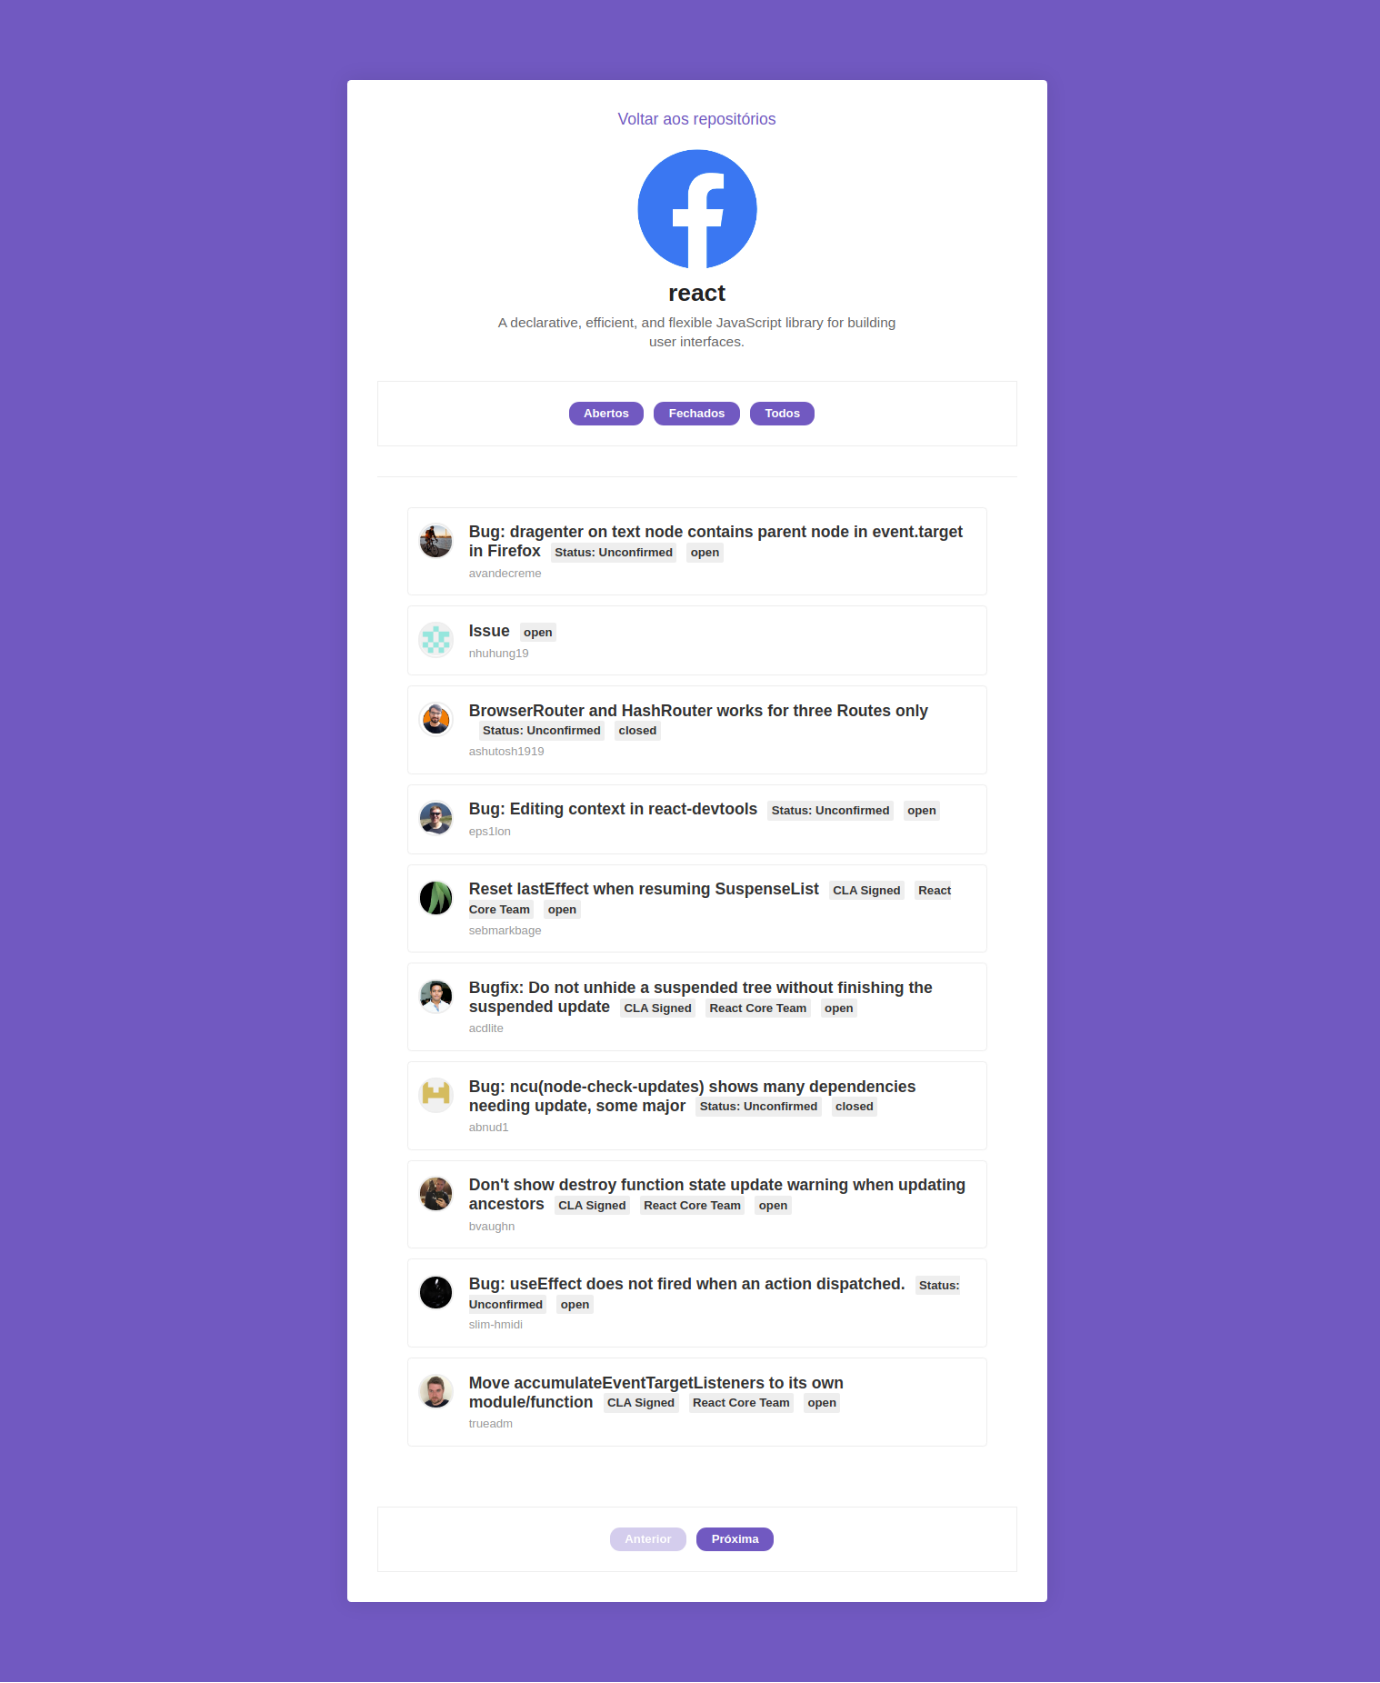 Voltar aos repositórios
react
A declarative, efficient, and flexible JavaScript library for building
user interfaces.
Abertos Fechados Todos
Bug: dragenter on text node contains parent node in event.target
in Firefox Status: Unconfirmed open
avandecreme
Issue open
nhuhung19
BrowserRouter and HashRouter works for three Routes only
Status: Unconfirmed closed
ashutosh1919
Bug: Editing context in react-devtools Status: Unconfirmed open
eps1lon
Reset lastEffect when resuming SuspenseList CLA Signed React
Core Team open
sebmarkbage
Bugfix: Do not unhide a suspended tree without finishing the
suspended update CLA Signed React Core Team open
acdlite
Bug: ncu(node-check-updates) shows many dependencies
needing update, some major Status: Unconfirmed closed
abnud1
Don't show destroy function state update warning when updating
ancestors CLA Signed React Core Team open
bvaughn
Bug: useEffect does not fired when an action dispatched. Status:
Unconfirmed open
slim-hmidi
Move accumulateEventTargetListeners to its own
module/function CLA Signed React Core Team open
trueadm
Anterior Próxima